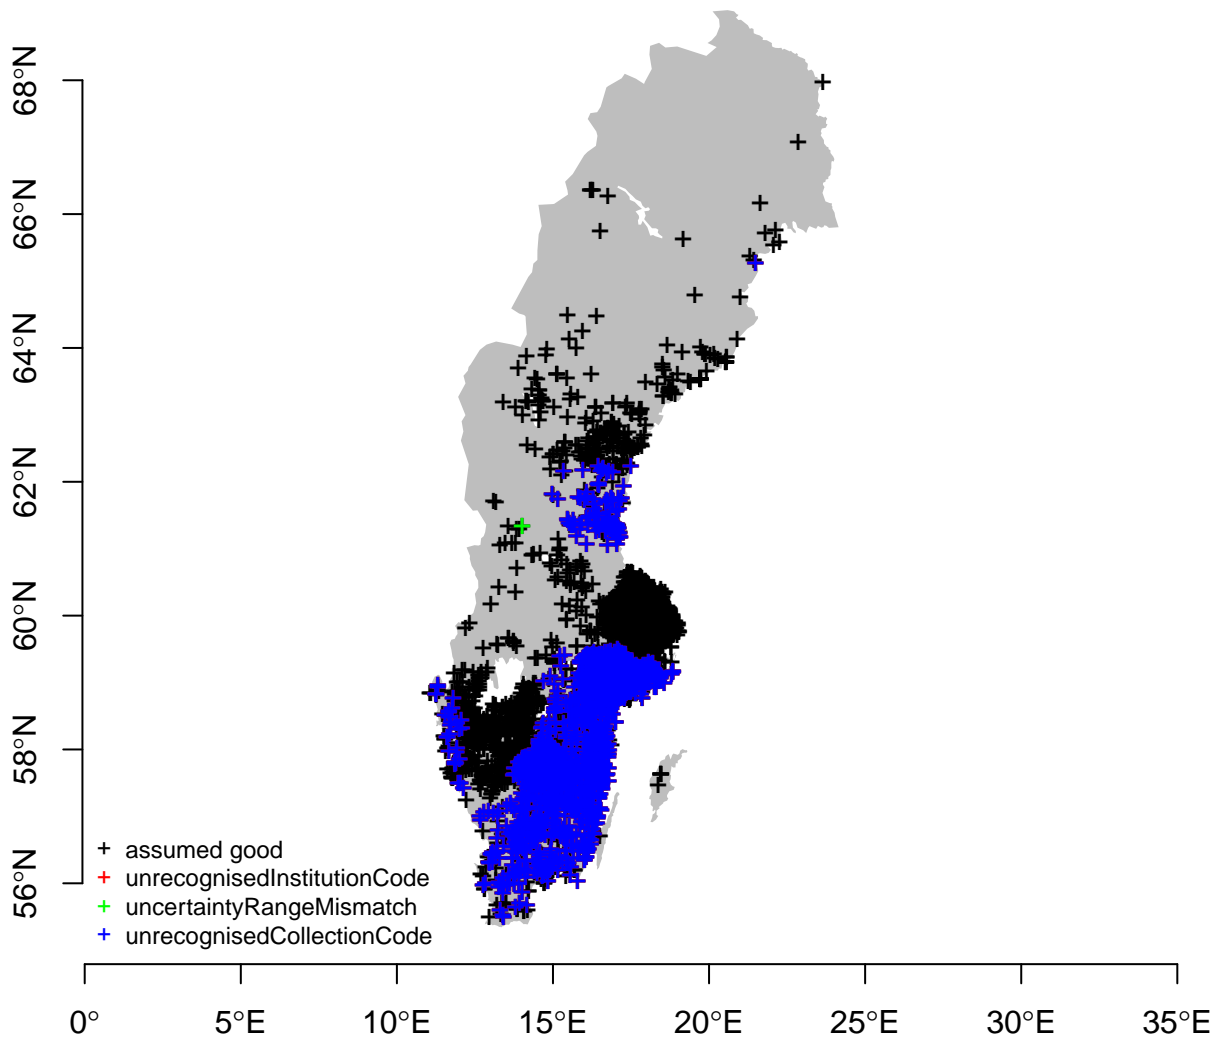 68°N
66°N
64°N
62°N
60°N
58°N
56°N
assumed good
unrecognisedInstitutionCode
uncertaintyRangeMismatch
unrecognisedCollectionCode
0° 5°E 10°E 15°E 20°E 25°E 30°E 35°E